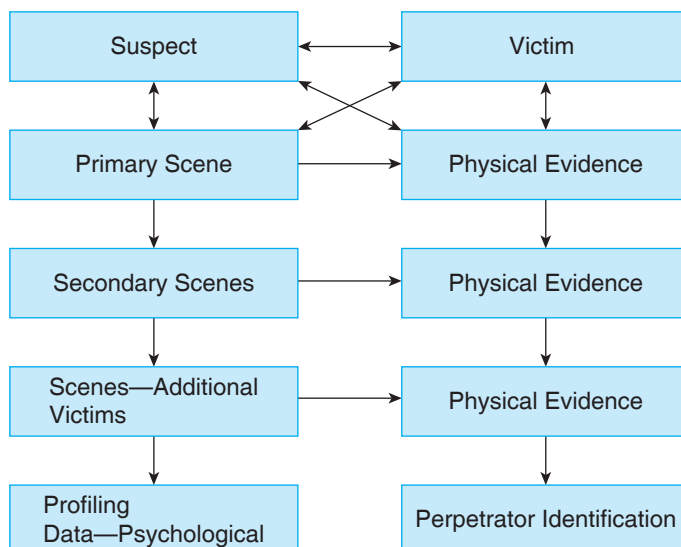 Suspect
Victim
Primary Scene
Physical Evidence
Secondary Scenes
Physical Evidence
Scenes—Additional
Victims
Physical Evidence
Profiling
Data—Psychological
Perpetrator Identification